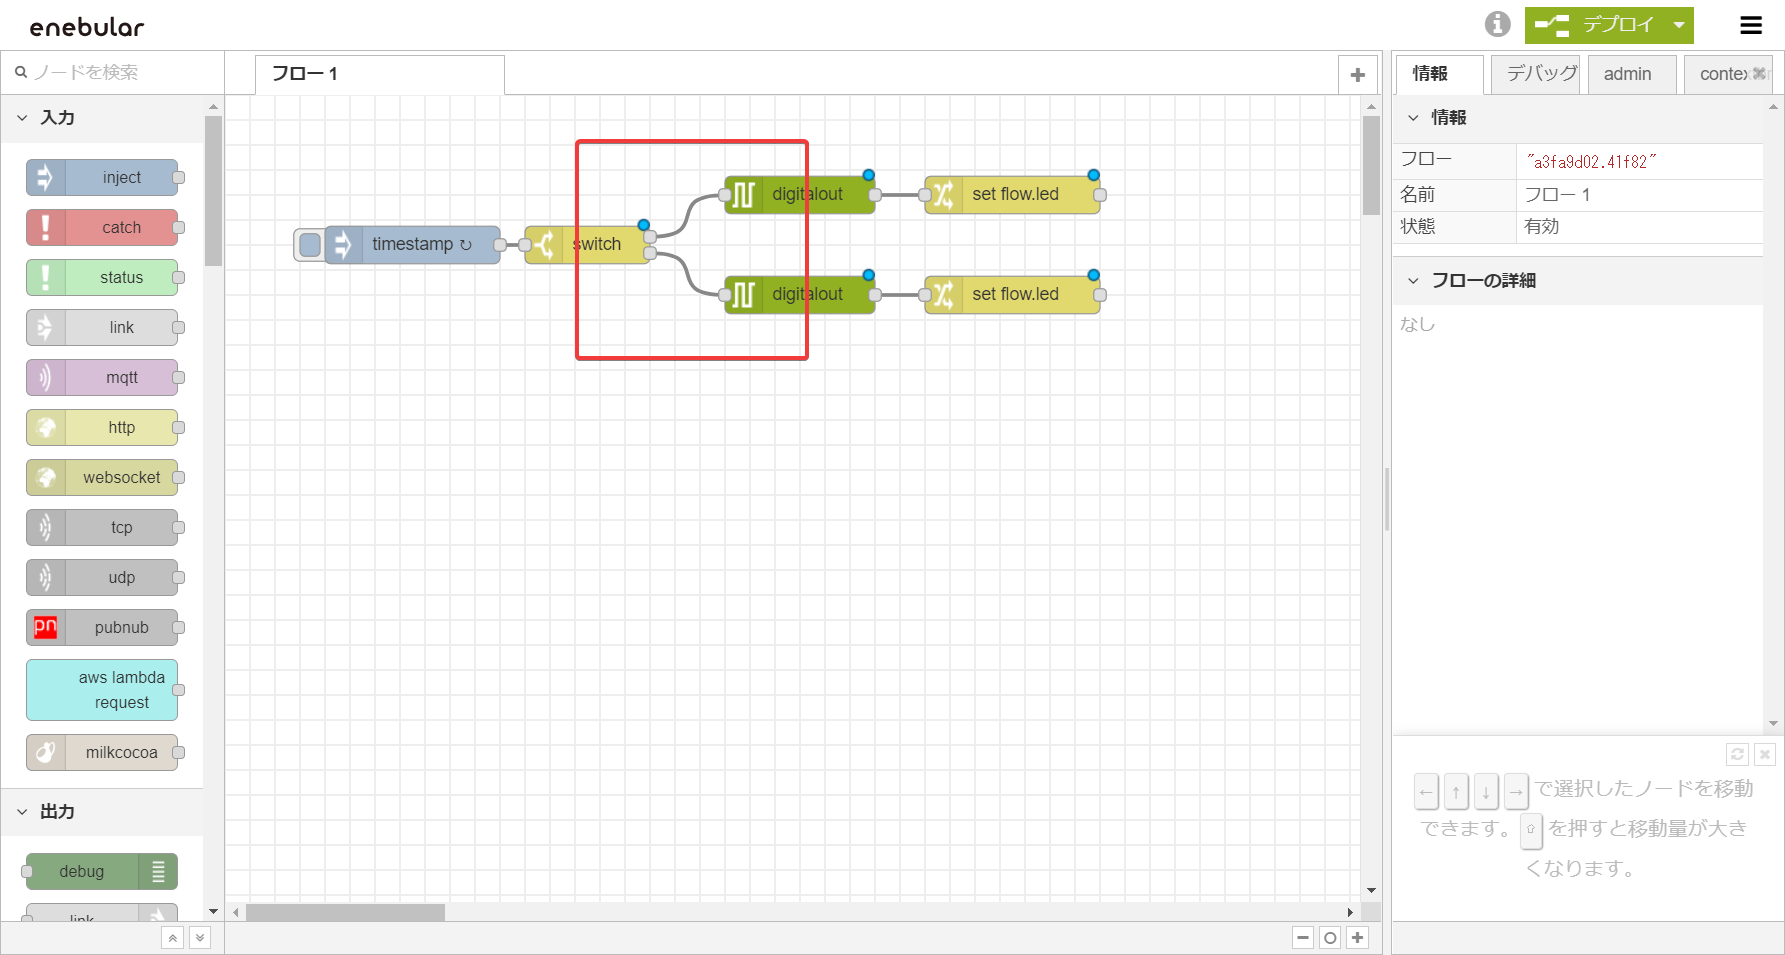 enebular
デプロイ
ノードを検索
フロー 1
情報
デバッグ
admin
入力
inject
catch
status
link
mqtt
http
websocket
tcp
udp
pn
pubnub
aws lambda
request
milkcocoa
出力
debug
link
timestamp ↻
switch
digitalout
set flow.led
digitalout
set flow.led
情報
フロー
"a3fa9d02.41f82"
名前
フロー 1
状態
有効
フローの詳細
なし
← ↑ ↓ → で選択したノードを移動
できます。⇧ を押すと移動量が大き
くなります。